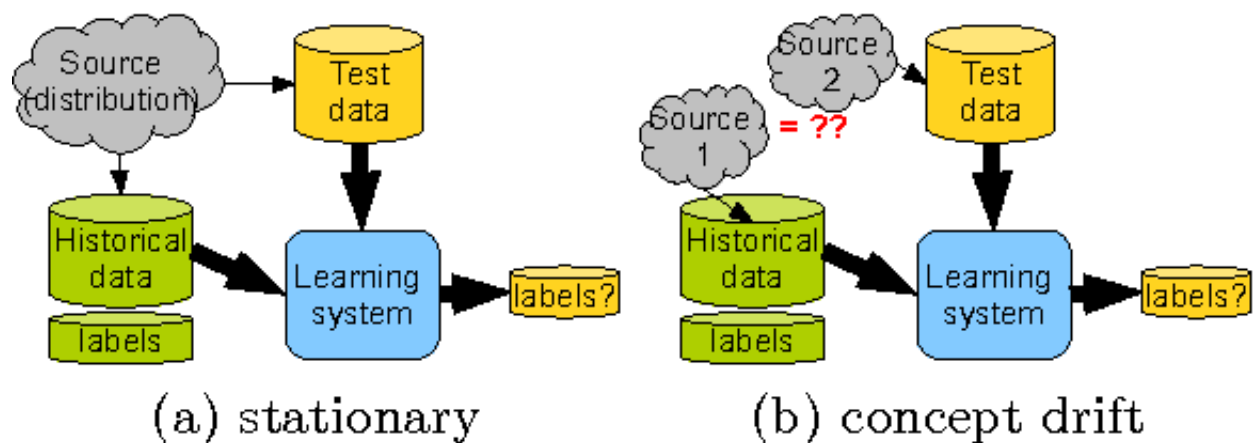 Source
(distribution)
Test
data
Historical
data
labels
Learning
system
labels?
(a) stationary
Source
2
Test
data
Source
1
= ??
Historical
data
labels
Learning
system
labels?
(b) concept drift